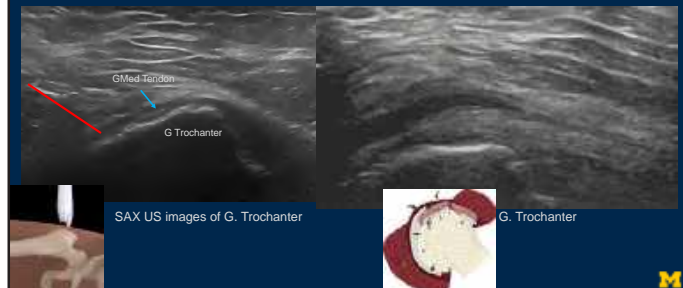 GMed Tendon
G Trochanter
SAX US images of G. Trochanter
G. Trochanter
M